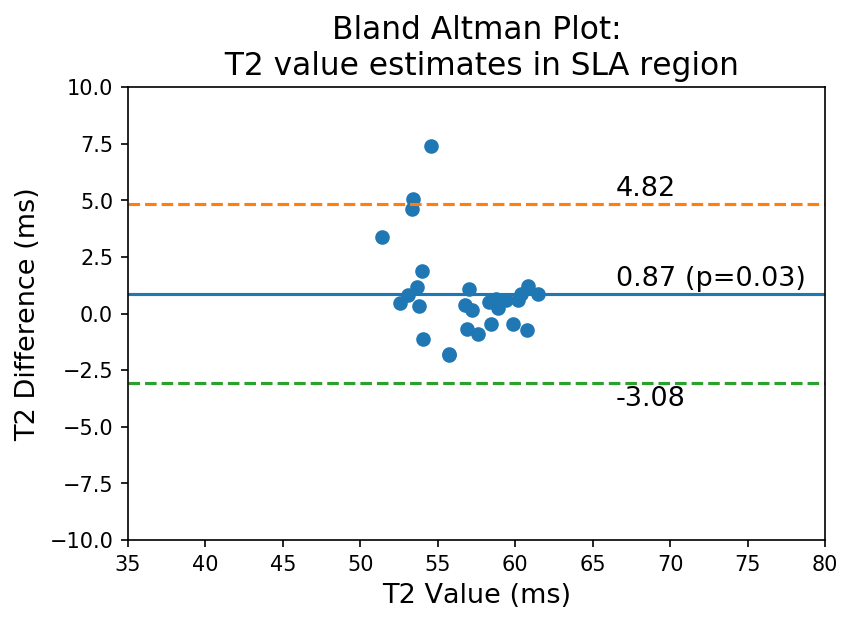 Bland Altman Plot:
T2 value estimates in SLA region
10.0
7.5
5.0
2.5
0.0
−2.5
−5.0
−7.5
−10.0
T2 Difference (ms)
4.82
0.87 (p=0.03)
-3.08
35 40 45 50 55 60 65 70 75 80
T2 Value (ms)